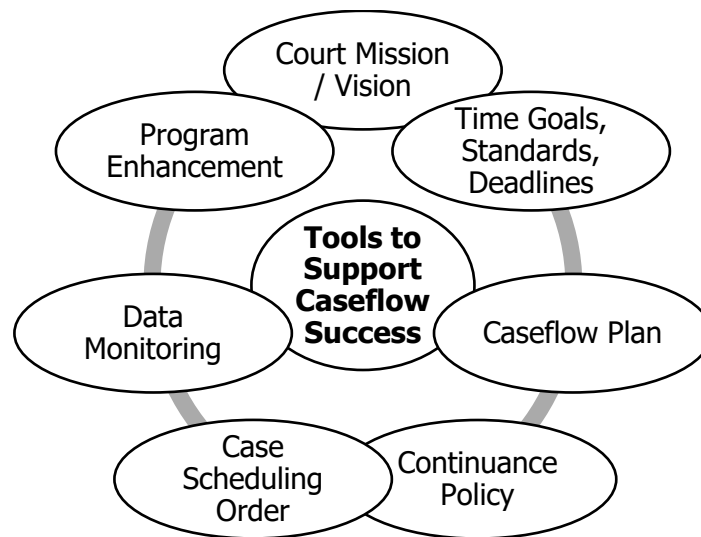 Court Mission
/ Vision
Time Goals,
Standards,
Deadlines
Caseflow Plan
Continuance
Policy
Case
Scheduling
Order
Data
Monitoring
Program
Enhancement
Tools to
Support
Caseflow
Success